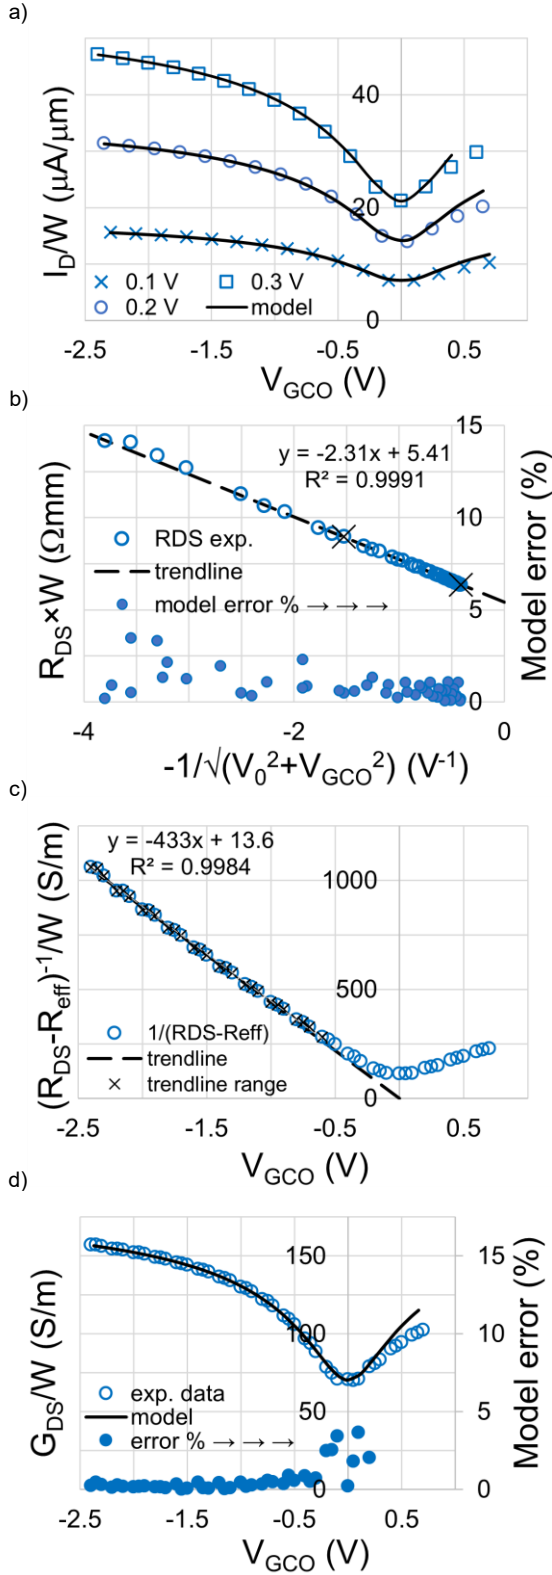 a)
I_D/W (μA/μm)
40
20
0
× 0.1 V □ 0.3 V
○ 0.2 V — model
-2.5 -1.5 -0.5 0.5
V_GCO (V)
b)
R_DS×W (Ωmm)
Model error (%)
15
10
5
0
y = -2.31x + 5.41
R² = 0.9991
RDS exp.
trendline
model error % → → →
-4 -2 0
-1/√(V_0²+V_GCO²) (V⁻¹)
c)
(R_DS-R_eff)⁻¹/W (S/m)
y = -433x + 13.6
R² = 0.9984
1000
500
0
1/(RDS-Reff)
trendline
× trendline range
-2.5 -1.5 -0.5 0.5
V_GCO (V)
d)
G_DS/W (S/m)
Model error (%)
150 15
100 10
50 5
0 0
exp. data
model
error % → → →
-2.5 -1.5 -0.5 0.5
V_GCO (V)